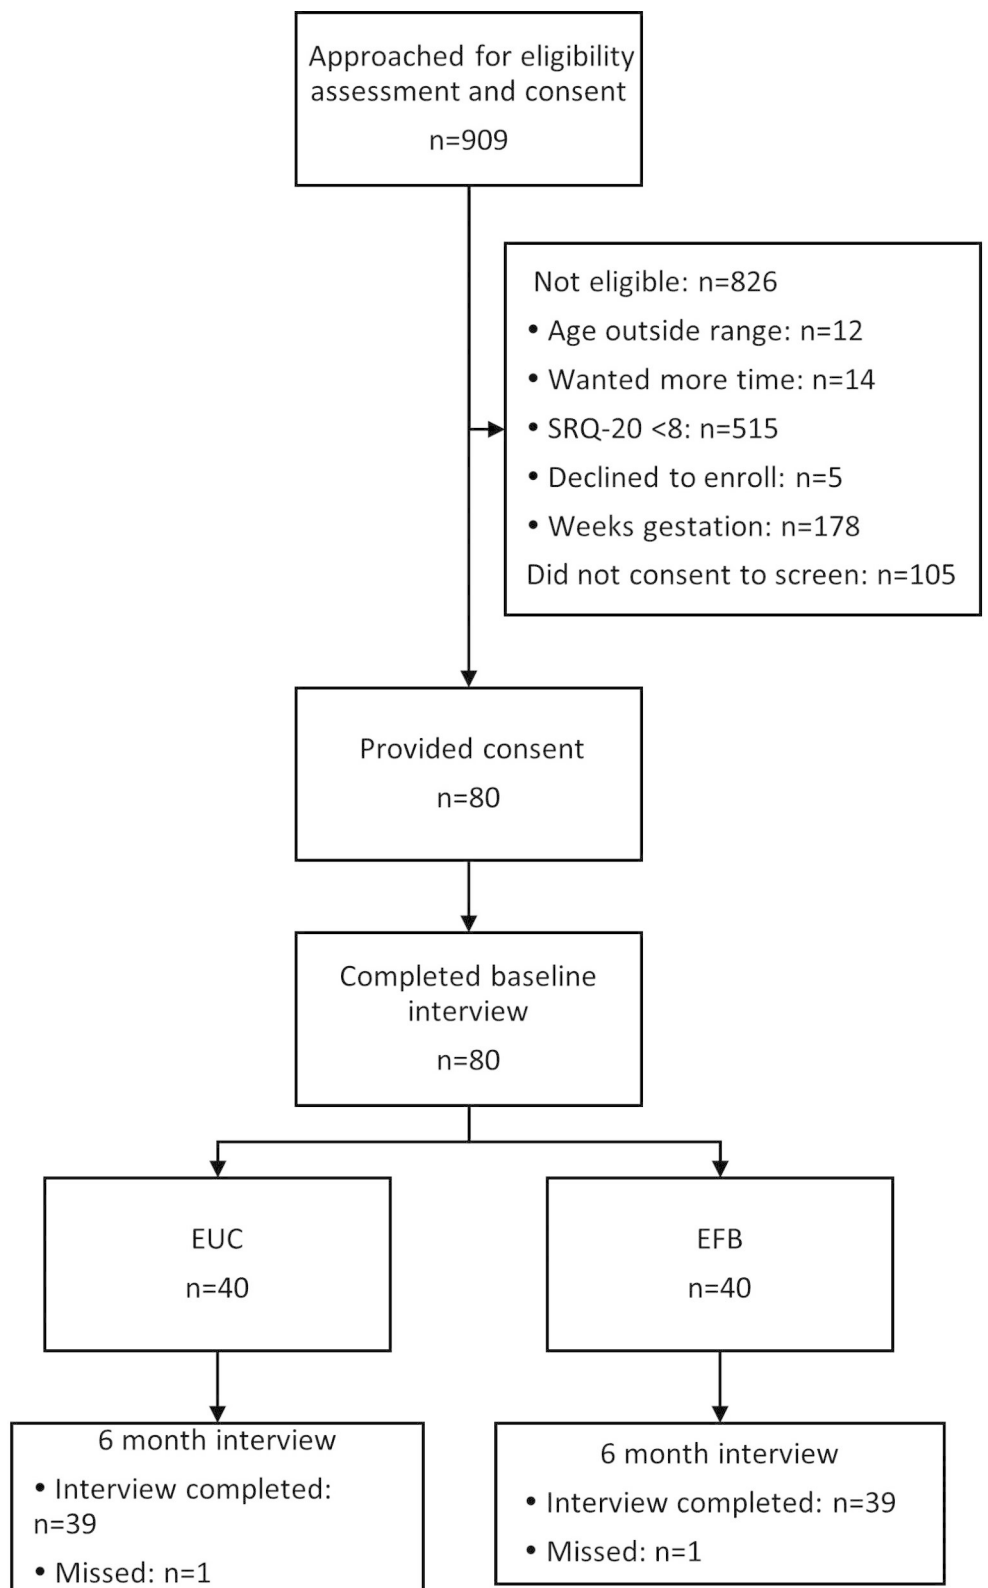 Approached for eligibility
assessment and consent
n=909
Not eligible: n=826
• Age outside range: n=12
• Wanted more time: n=14
• SRQ-20 <8: n=515
• Declined to enroll: n=5
• Weeks gestation: n=178
Did not consent to screen: n=105
Provided consent
n=80
Completed baseline
interview
n=80
EUC
n=40
EFB
n=40
6 month interview
• Interview completed:
n=39
• Missed: n=1
6 month interview
• Interview completed: n=39
• Missed: n=1